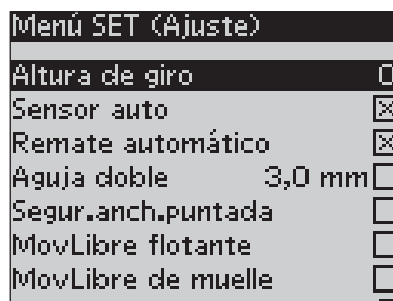 Menú SET (Ajuste)
Altura de giro 0
Sensor auto
Remate automático
Aguja doble 3,0 mm
Segur.anch.puntada
MovLibre flotante
MovLibre de muelle